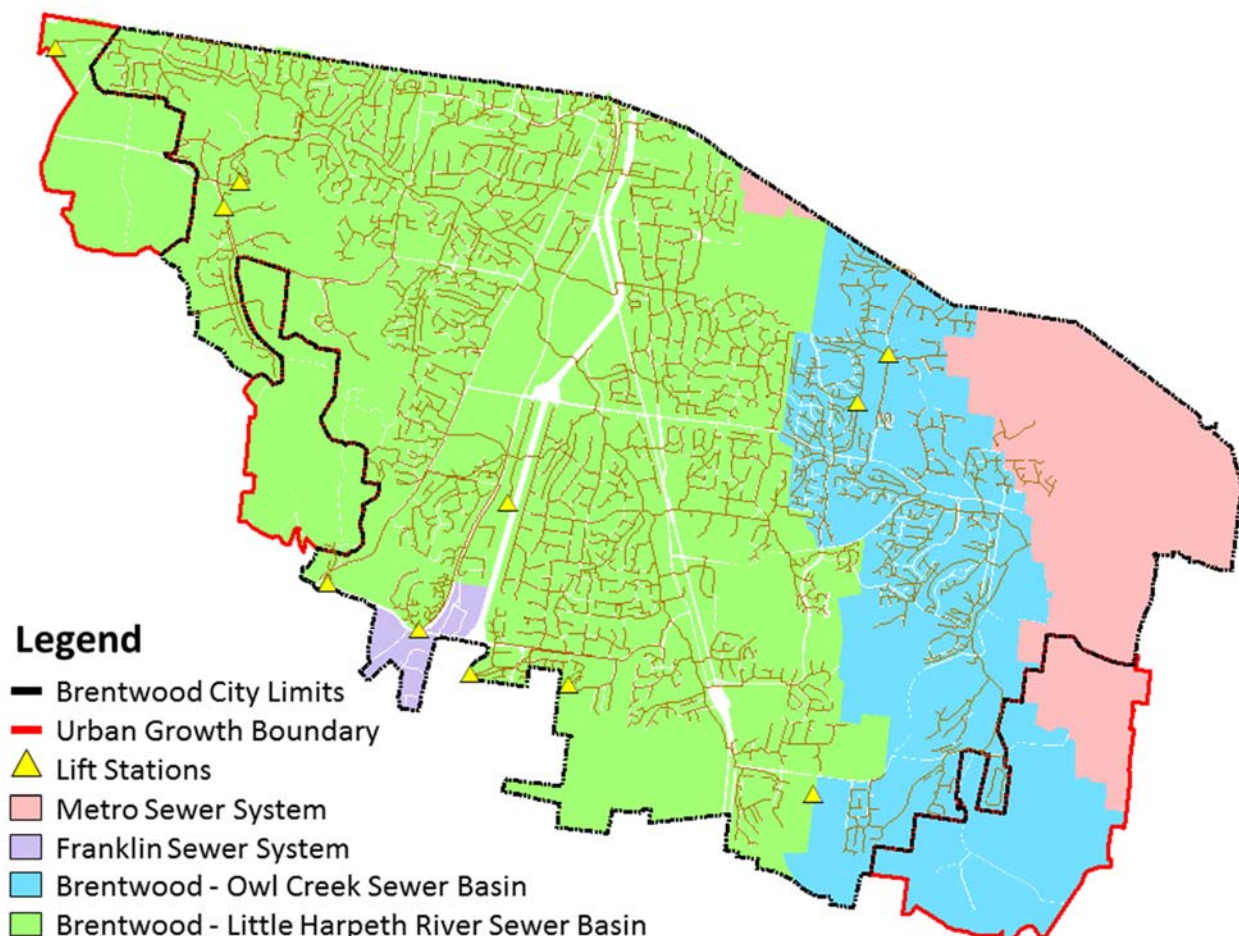 Legend
Brentwood City Limits
Urban Growth Boundary
Lift Stations
Metro Sewer System
Franklin Sewer System
Brentwood - Owl Creek Sewer Basin
Brentwood - Little Harpeth River Sewer Basin